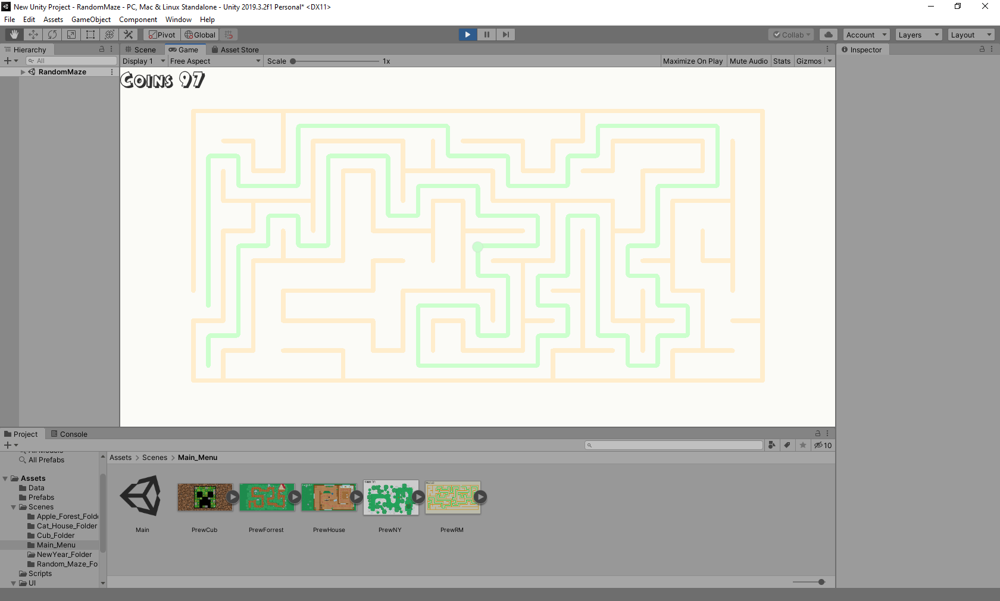 New Unity Project - RandomMaze - PC, Mac & Linux Standalone - Unity 2019.3.2f1 Personal* <DX11>
File Edit Assets GameObject Component Window Help
Pivot Global Collab Account Layers Layout
Hierarchy Scene Game Asset Store Inspector
All Display 1 Free Aspect Scale 1x Maximize On Play Mute Audio Stats Gizmos
RandomMaze
Coins 97
Project Console
10
All Models
All Prefabs
Assets > Scenes > Main_Menu
Assets
Data
Prefabs
Scenes
Apple_Forest_Folde
Cat_House_Folder
Cub_Folder
Main_Menu
NewYear_Folder
Random_Maze_Fo
Scripts
UI
Main PrewCub PrewForrest PrewHouse PrewNY PrewRM